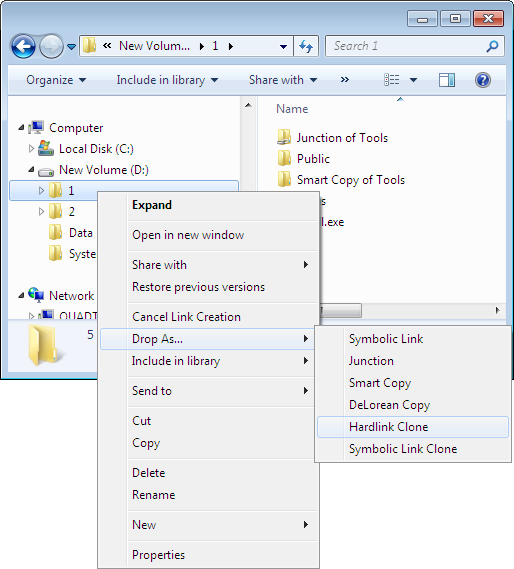 « New Volum... 1
Search 1
Organize Include in library Share with »
Computer
Local Disk (C:)
New Volume (D:)
1
2
Data
Syste
Network
QUADT
Name
Junction of Tools
Public
Smart Copy of Tools
s
l.exe
5
Expand
Open in new window
Share with
Restore previous versions
Cancel Link Creation
Drop As...
Include in library
Send to
Cut
Copy
Delete
Rename
New
Properties
Symbolic Link
Junction
Smart Copy
DeLorean Copy
Hardlink Clone
Symbolic Link Clone